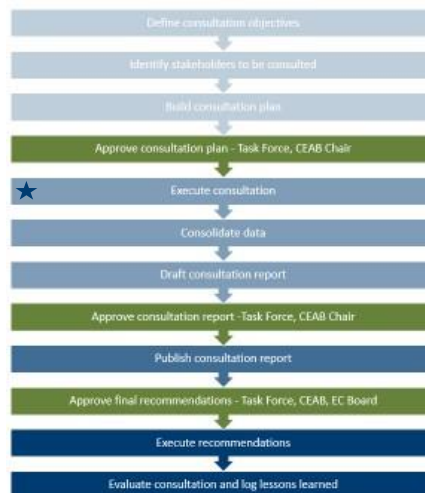 Define consultation objectives
Identify stakeholders to be consulted
Build consultation plan
Approve consultation plan - Task Force, CEAB Chair
Execute consultation
Consolidate data
Draft consultation report
Approve consultation report -Task Force, CEAB Chair
Publish consultation report
Approve final recommendations - Task Force, CEAB, EC Board
Execute recommendations
Evaluate consultation and log lessons learned